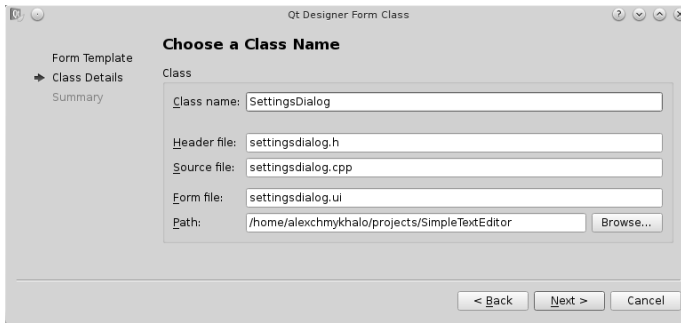 Qt Designer Form Class
Choose a Class Name
Form Template
Class Details
Summary
Class
Class name: SettingsDialog
Header file: settingsdialog.h
Source file: settingsdialog.cpp
Form file: settingsdialog.ui
Path: /home/alexchmykhalo/projects/SimpleTextEditor Browse...
< Back Next > Cancel